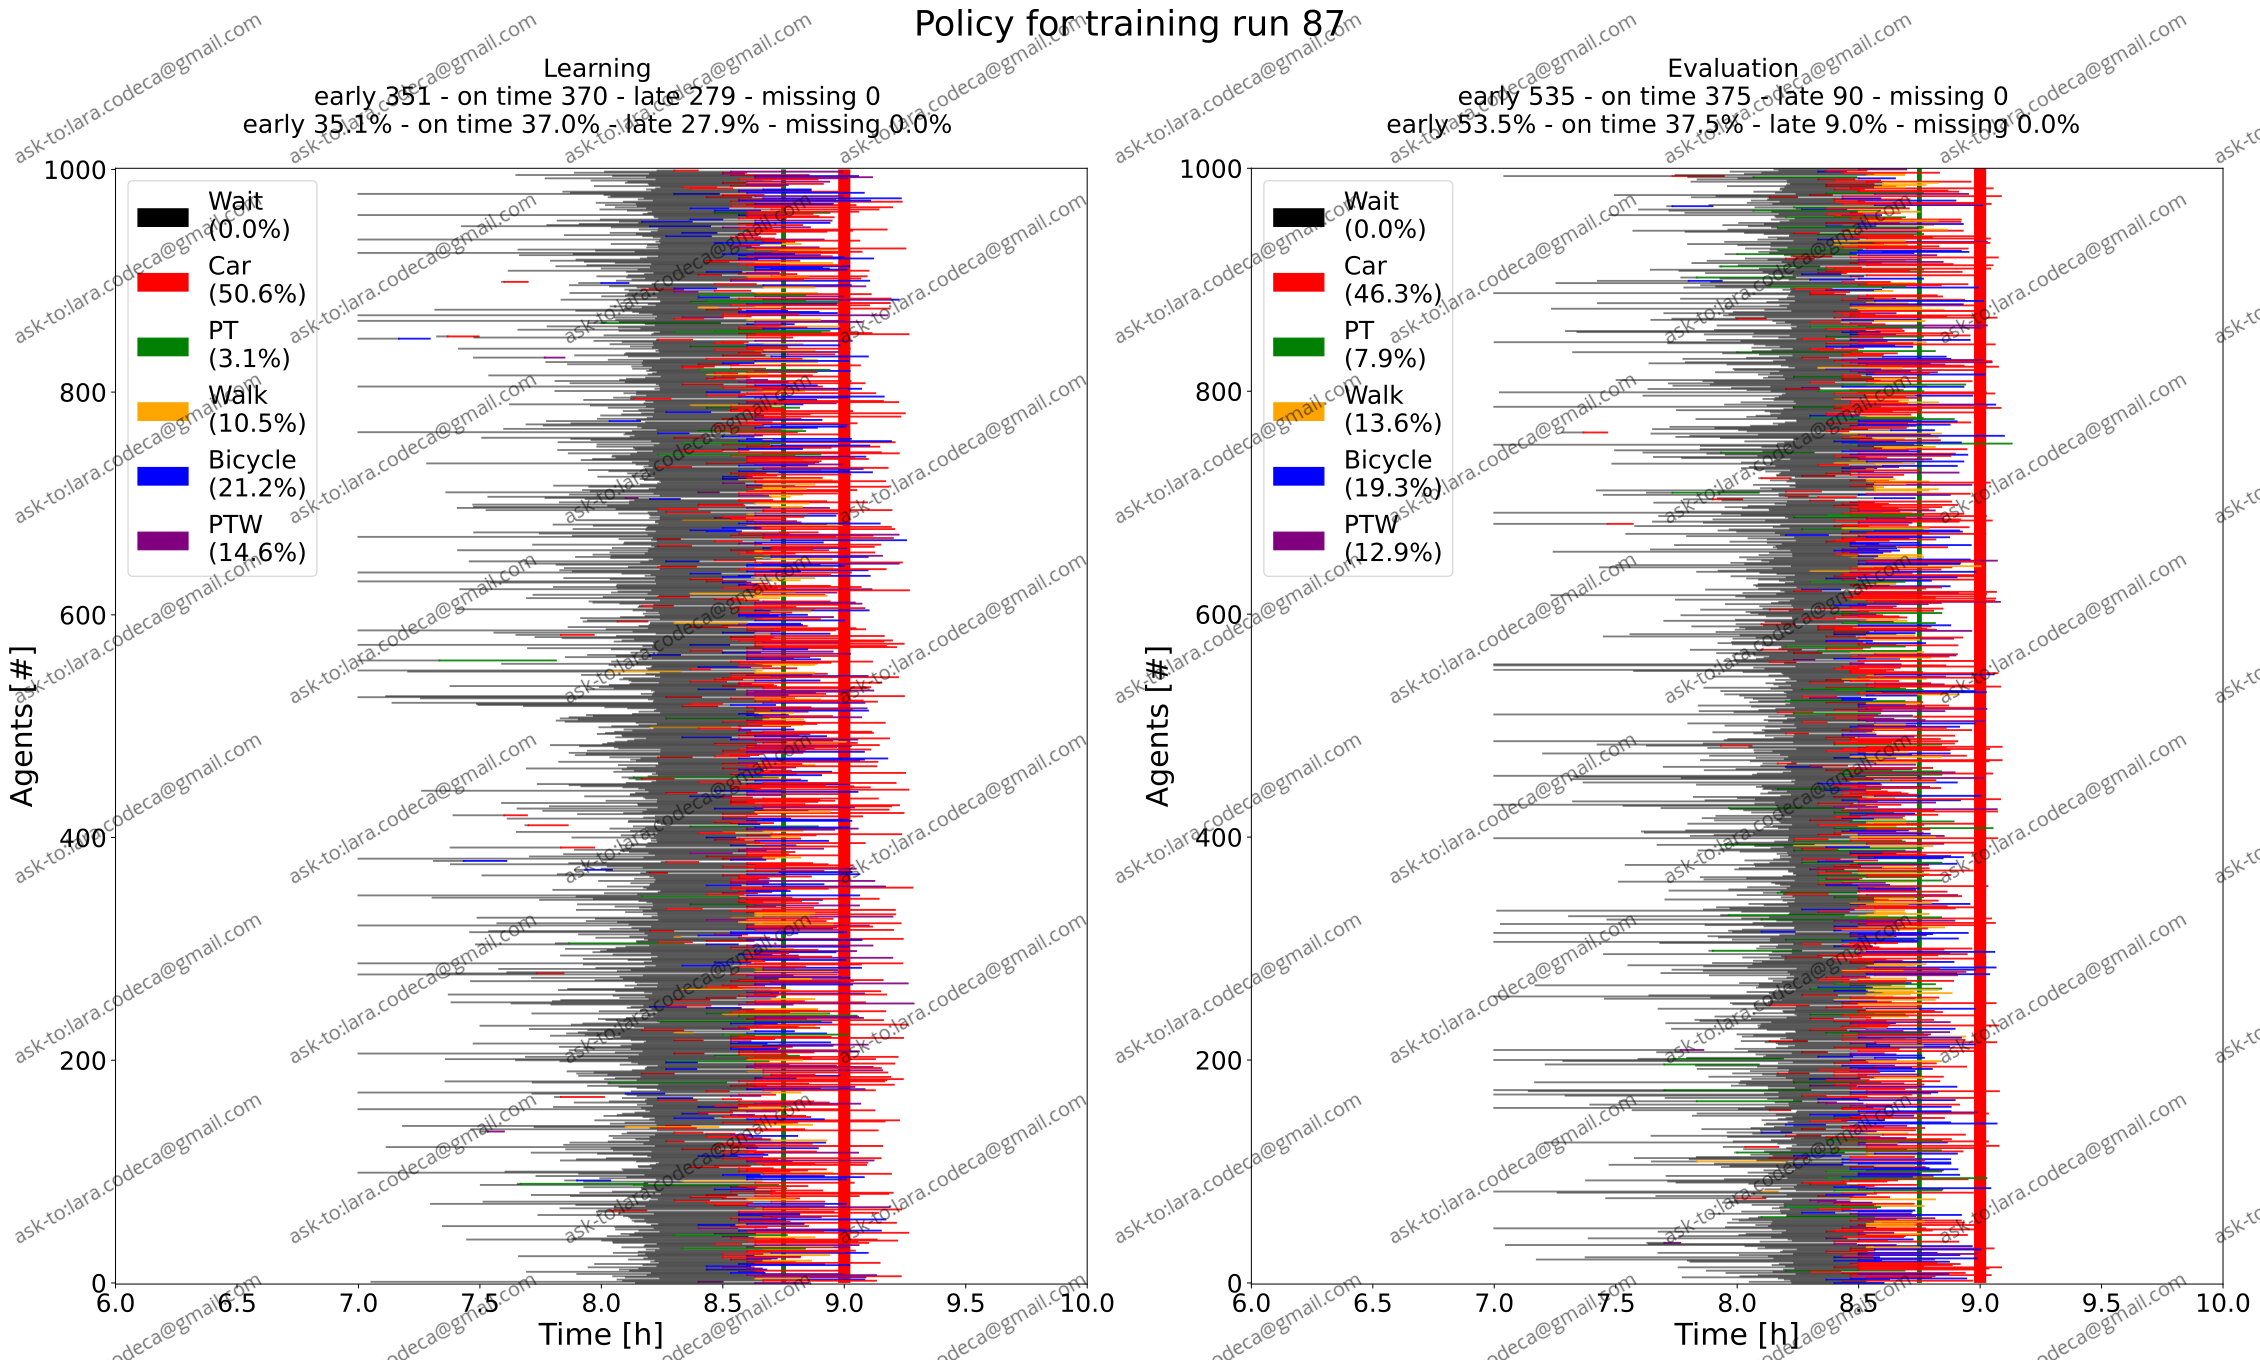 Policy for training run 87
Learning
early 351 - on time 370 - late 279 - missing 0
early 35.1% - on time 37.0% - late 27.9% - missing 0.0%
Agents [#]
1000
800
600
400
200
0
Wait
(0.0%)
Car
(50.6%)
PT
(3.1%)
Walk
(10.5%)
Bicycle
(21.2%)
PTW
(14.6%)
6.0 6.5 7.0 7.5 8.0 8.5 9.0 9.5 10.0
Time [h]
Evaluation
early 535 - on time 375 - late 90 - missing 0
early 53.5% - on time 37.5% - late 9.0% - missing 0.0%
Agents [#]
1000
800
600
400
200
0
Wait
(0.0%)
Car
(46.3%)
PT
(7.9%)
Walk
(13.6%)
Bicycle
(19.3%)
PTW
(12.9%)
6.0 6.5 7.0 7.5 8.0 8.5 9.0 9.5 10.0
Time [h]
ask-to:lara.codeca@gmail.com